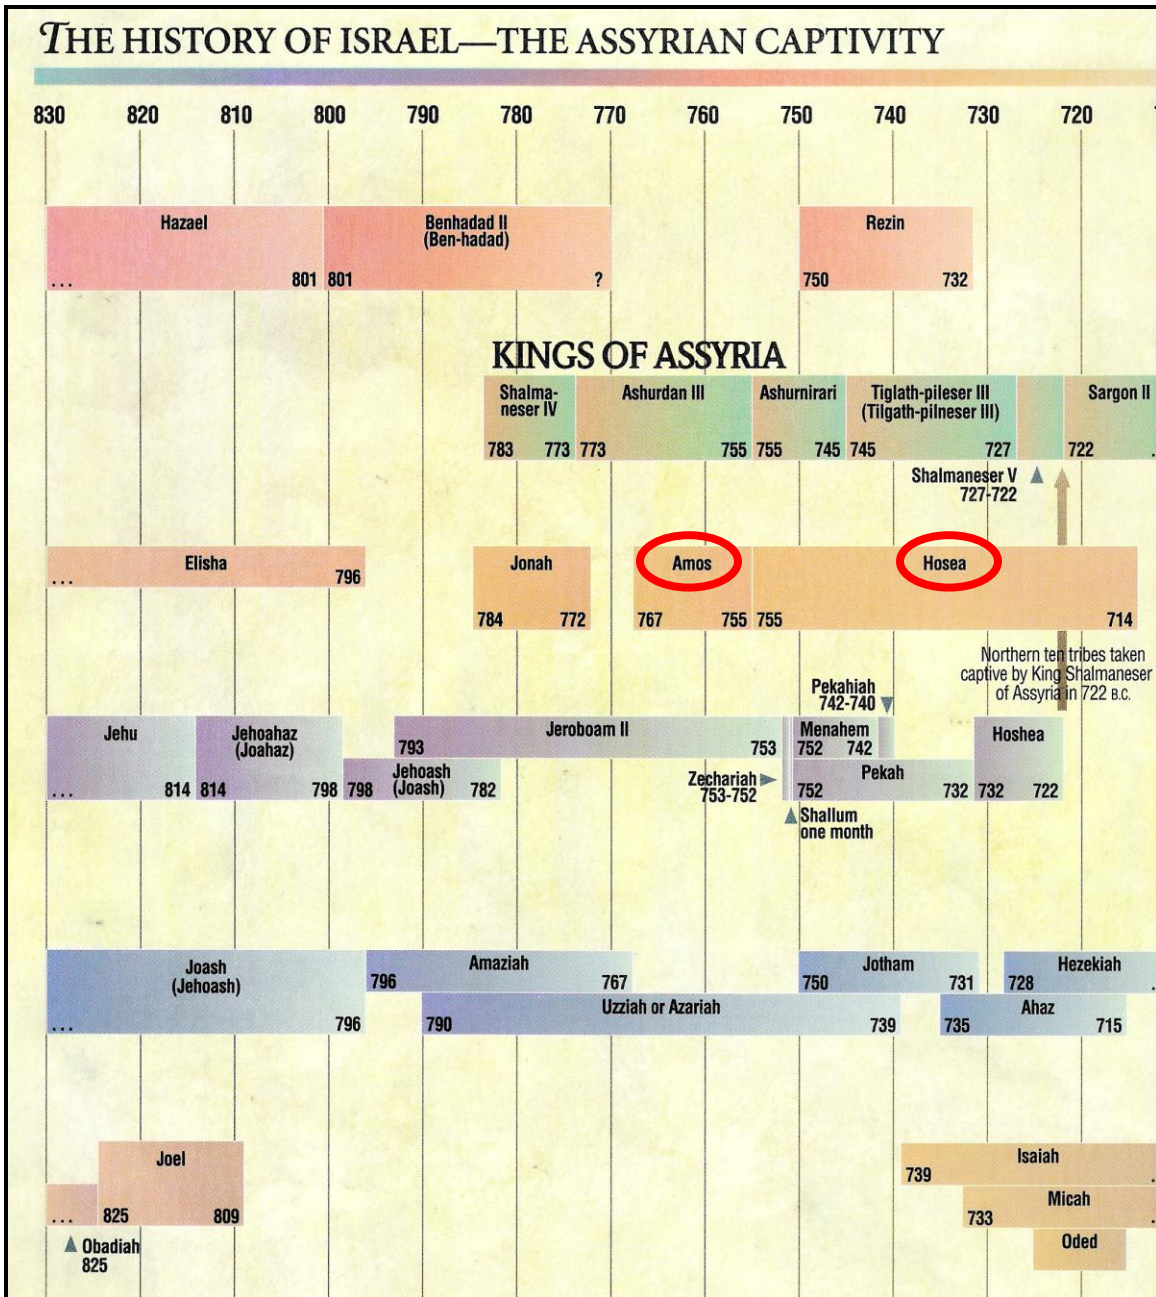 THE HISTORY OF ISRAEL—THE ASSYRIAN CAPTIVITY
830 820 810 800 790 780 770 760 750 740 730 720
Hazael
... 801
Benhadad II
(Ben-hadad)
801 ?
Rezin
750 732
KINGS OF ASSYRIA
Shalma-
neser IV
783 773
Ashurdan III
773 755
Ashurnirari
755 745
Tiglath-pileser III
(Tilgath-pilneser III)
745 727
Sargon II
722 .
Shalmaneser V
727-722
Elisha
... 796
Jonah
784 772
Amos
767 755
Hosea
755 714
Northern ten tribes taken
captive by King Shalmaneser
of Assyria in 722 B.C.
Pekahiah
742-740
Jehu
... 814
Jehoahaz
(Joahaz)
814 798
Jeroboam II
793 753
Jehoash
(Joash)
798 782
Zechariah
753-752
Menahem
752 742
Pekah
752 732
Hoshea
732 722
Shallum
one month
Joash
(Jehoash)
... 796
Amaziah
796 767
Uzziah or Azariah
790 739
Jotham
750 731
Hezekiah
728 .
Ahaz
735 715
Joel
825 809
...
Obadiah
825
Isaiah
739 .
Micah
733 .
Oded